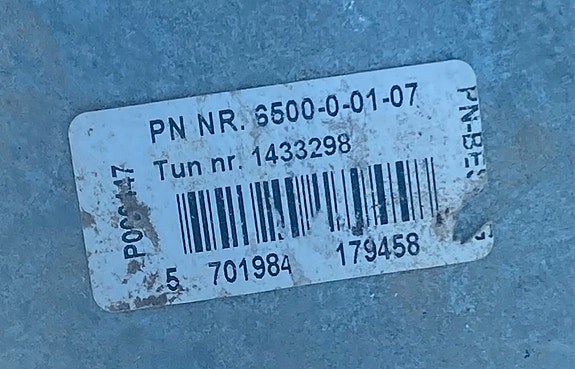 PN NR. 6500-0-01-07
Tun nr. 1433298
5 701984 179458